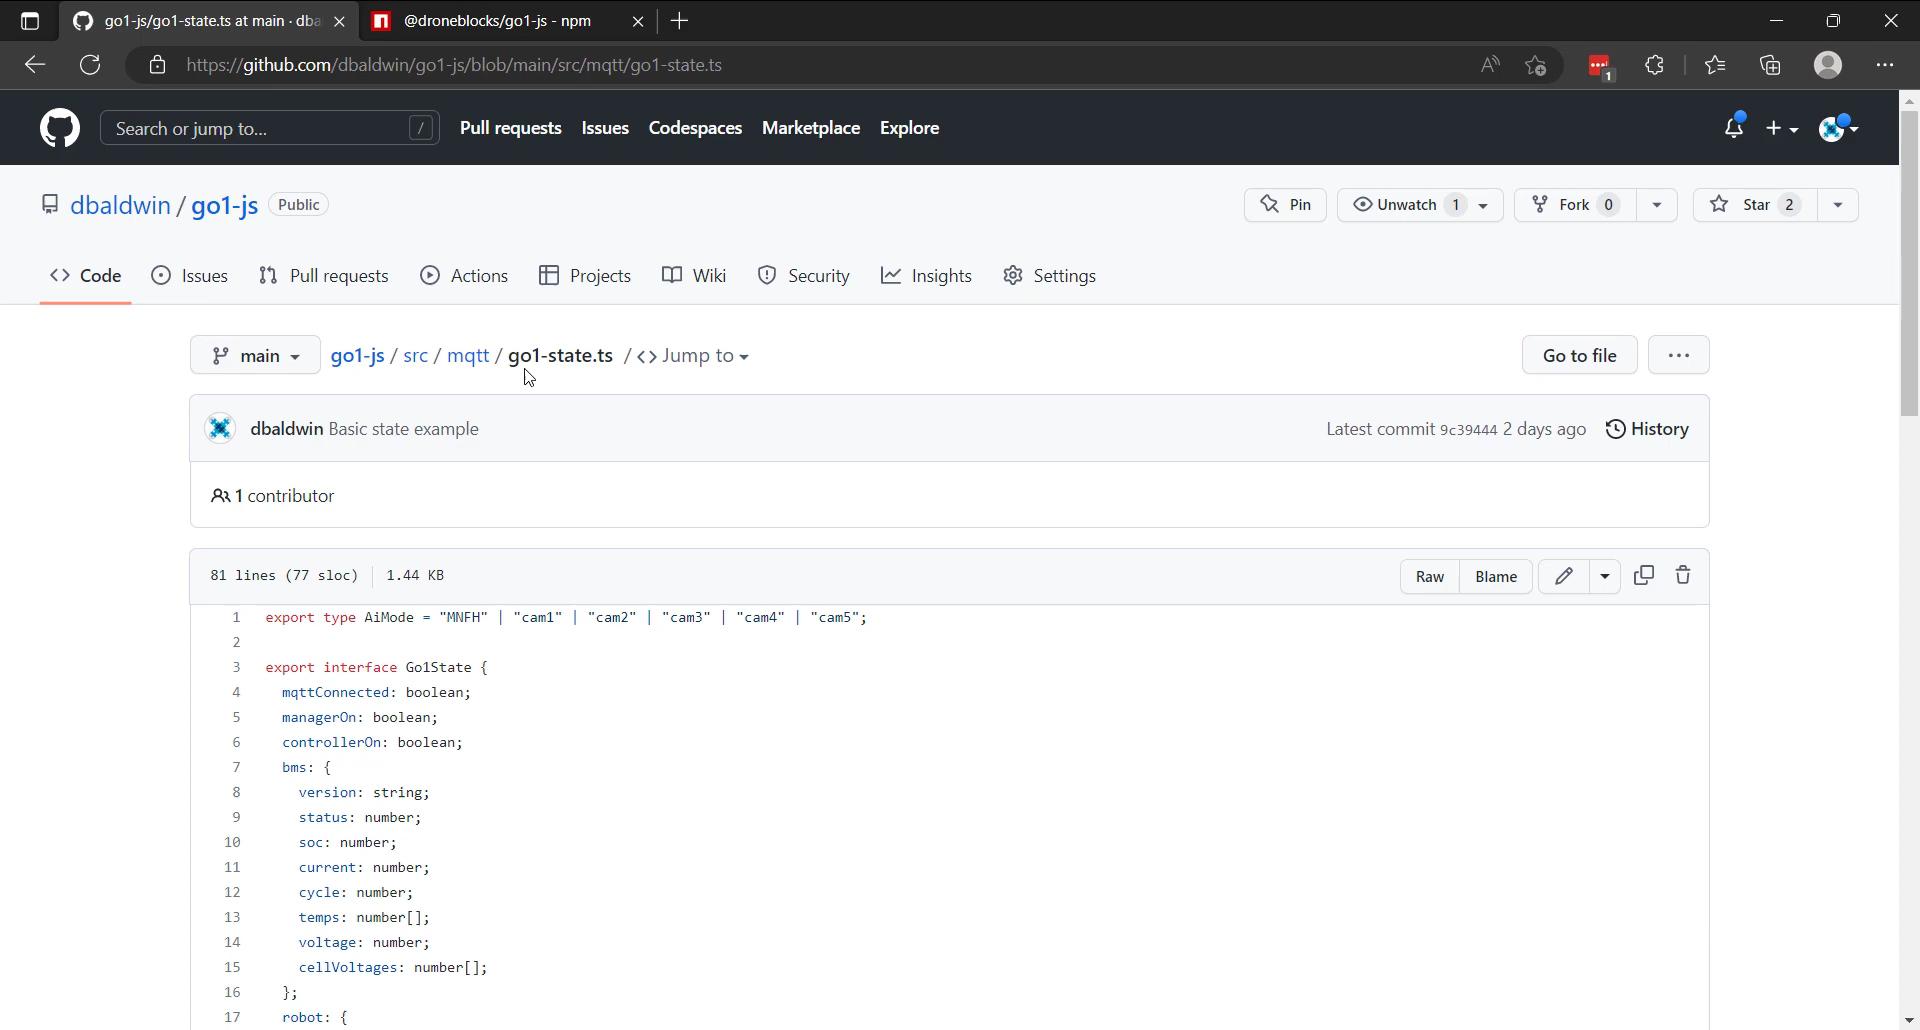 go1-js/go1-state.ts at main · dba
@droneblocks/go1-js - npm
https://github.com/dbaldwin/go1-js/blob/main/src/mqtt/go1-state.ts
1
Search or jump to...
/
Pull requests
Issues
Codespaces
Marketplace
Explore
dbaldwin / go1-js
Public
Pin
Unwatch 1
Fork 0
Star 2
Code
Issues
Pull requests
Actions
Projects
Wiki
Security
Insights
Settings
main
go1-js / src / mqtt / go1-state.ts / <> Jump to
Go to file
dbaldwin Basic state example
Latest commit 9c39444 2 days ago
History
1 contributor
81 lines (77 sloc)
1.44 KB
Raw
Blame
1 export type AiMode = "MNFH" | "cam1" | "cam2" | "cam3" | "cam4" | "cam5";
2
3 export interface Go1State {
4 mqttConnected: boolean;
5 managerOn: boolean;
6 controllerOn: boolean;
7 bms: {
8 version: string;
9 status: number;
10 soc: number;
11 current: number;
12 cycle: number;
13 temps: number[];
14 voltage: number;
15 cellVoltages: number[];
16 };
17 robot: {